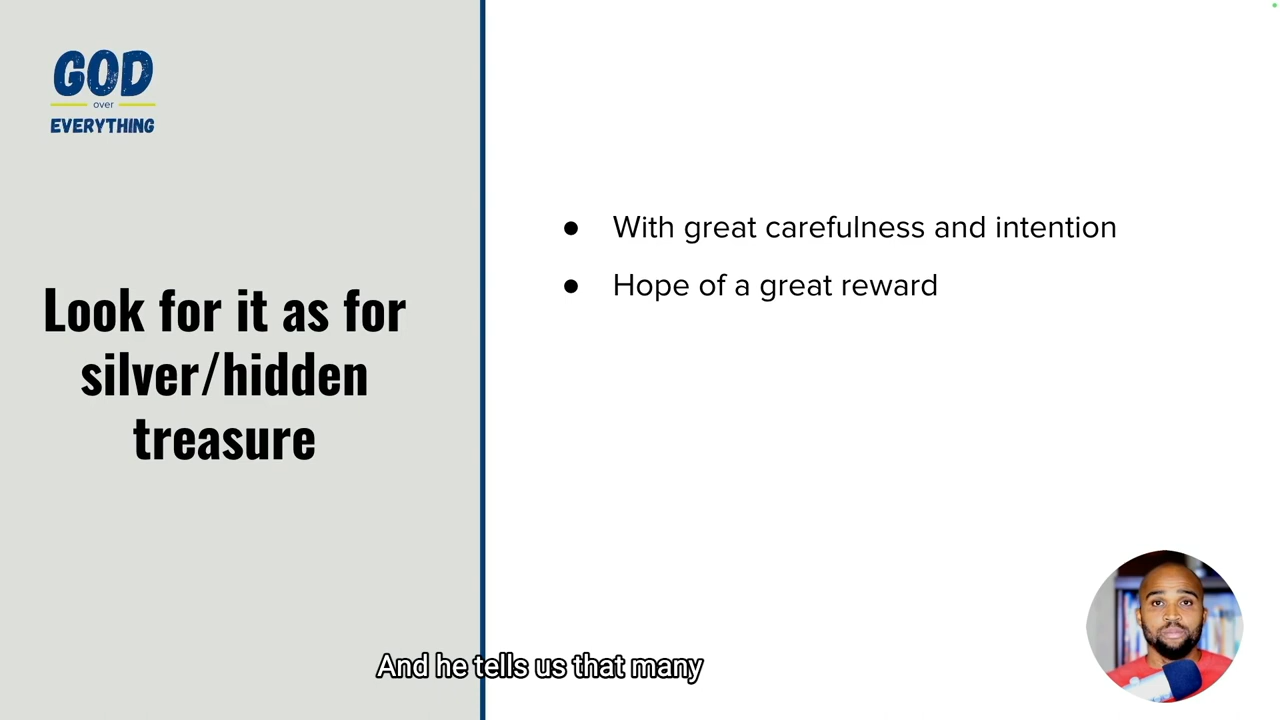 GOD
over
EVERYTHING
Look for it as for
silver/hidden
treasure
● With great carefulness and intention
● Hope of a great reward
And he tells us that many